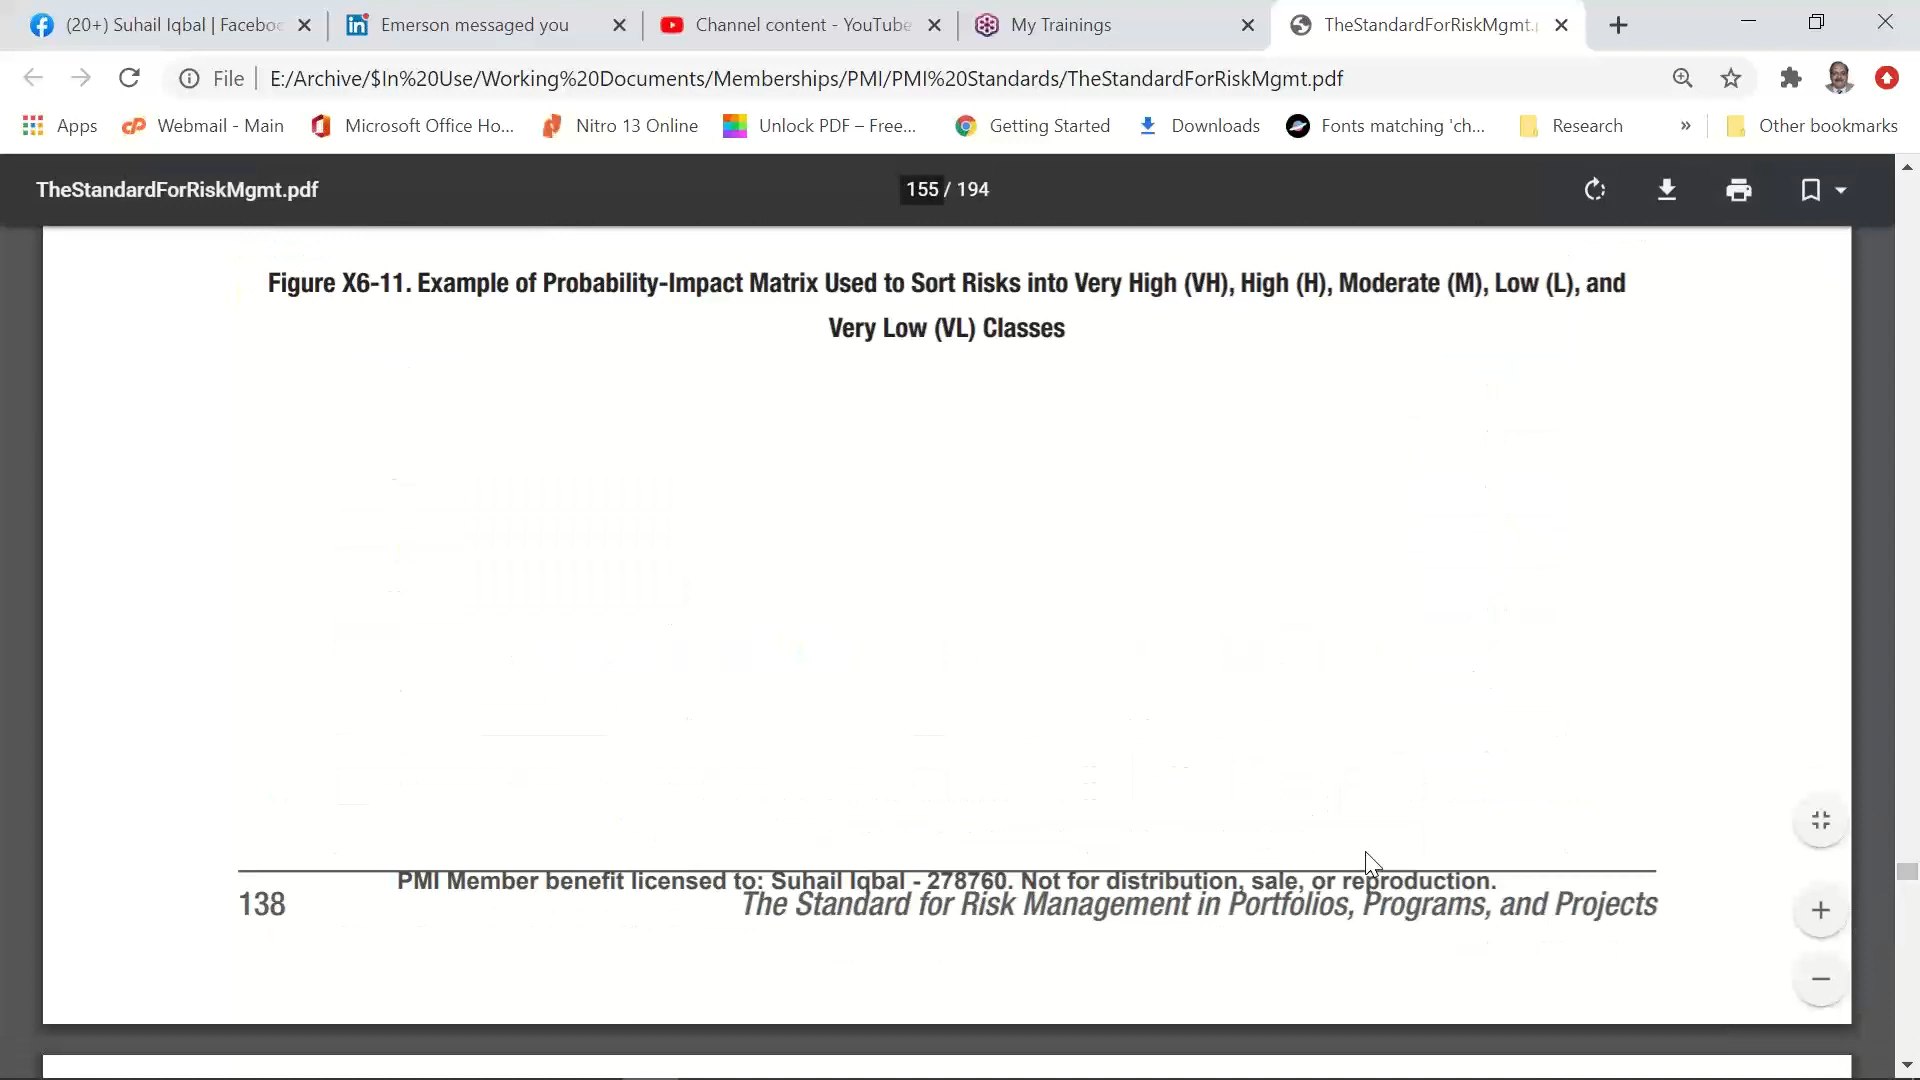 (20+) Suhail Iqbal | Faceboo
Emerson messaged you
Channel content - YouTube
My Trainings
TheStandardForRiskMgmt.
File
E:/Archive/$In%20Use/Working%20Documents/Memberships/PMI/PMI%20Standards/TheStandardForRiskMgmt.pdf
Apps
Webmail - Main
Microsoft Office Ho...
Nitro 13 Online
Unlock PDF – Free...
Getting Started
Downloads
Fonts matching 'ch...
Research
»
Other bookmarks
TheStandardForRiskMgmt.pdf
155 / 194
Figure X6-11. Example of Probability-Impact Matrix Used to Sort Risks into Very High (VH), High (H), Moderate (M), Low (L), and
Very Low (VL) Classes
PMI Member benefit licensed to: Suhail Iqbal - 278760. Not for distribution, sale, or reproduction.
138
The Standard for Risk Management in Portfolios, Programs, and Projects